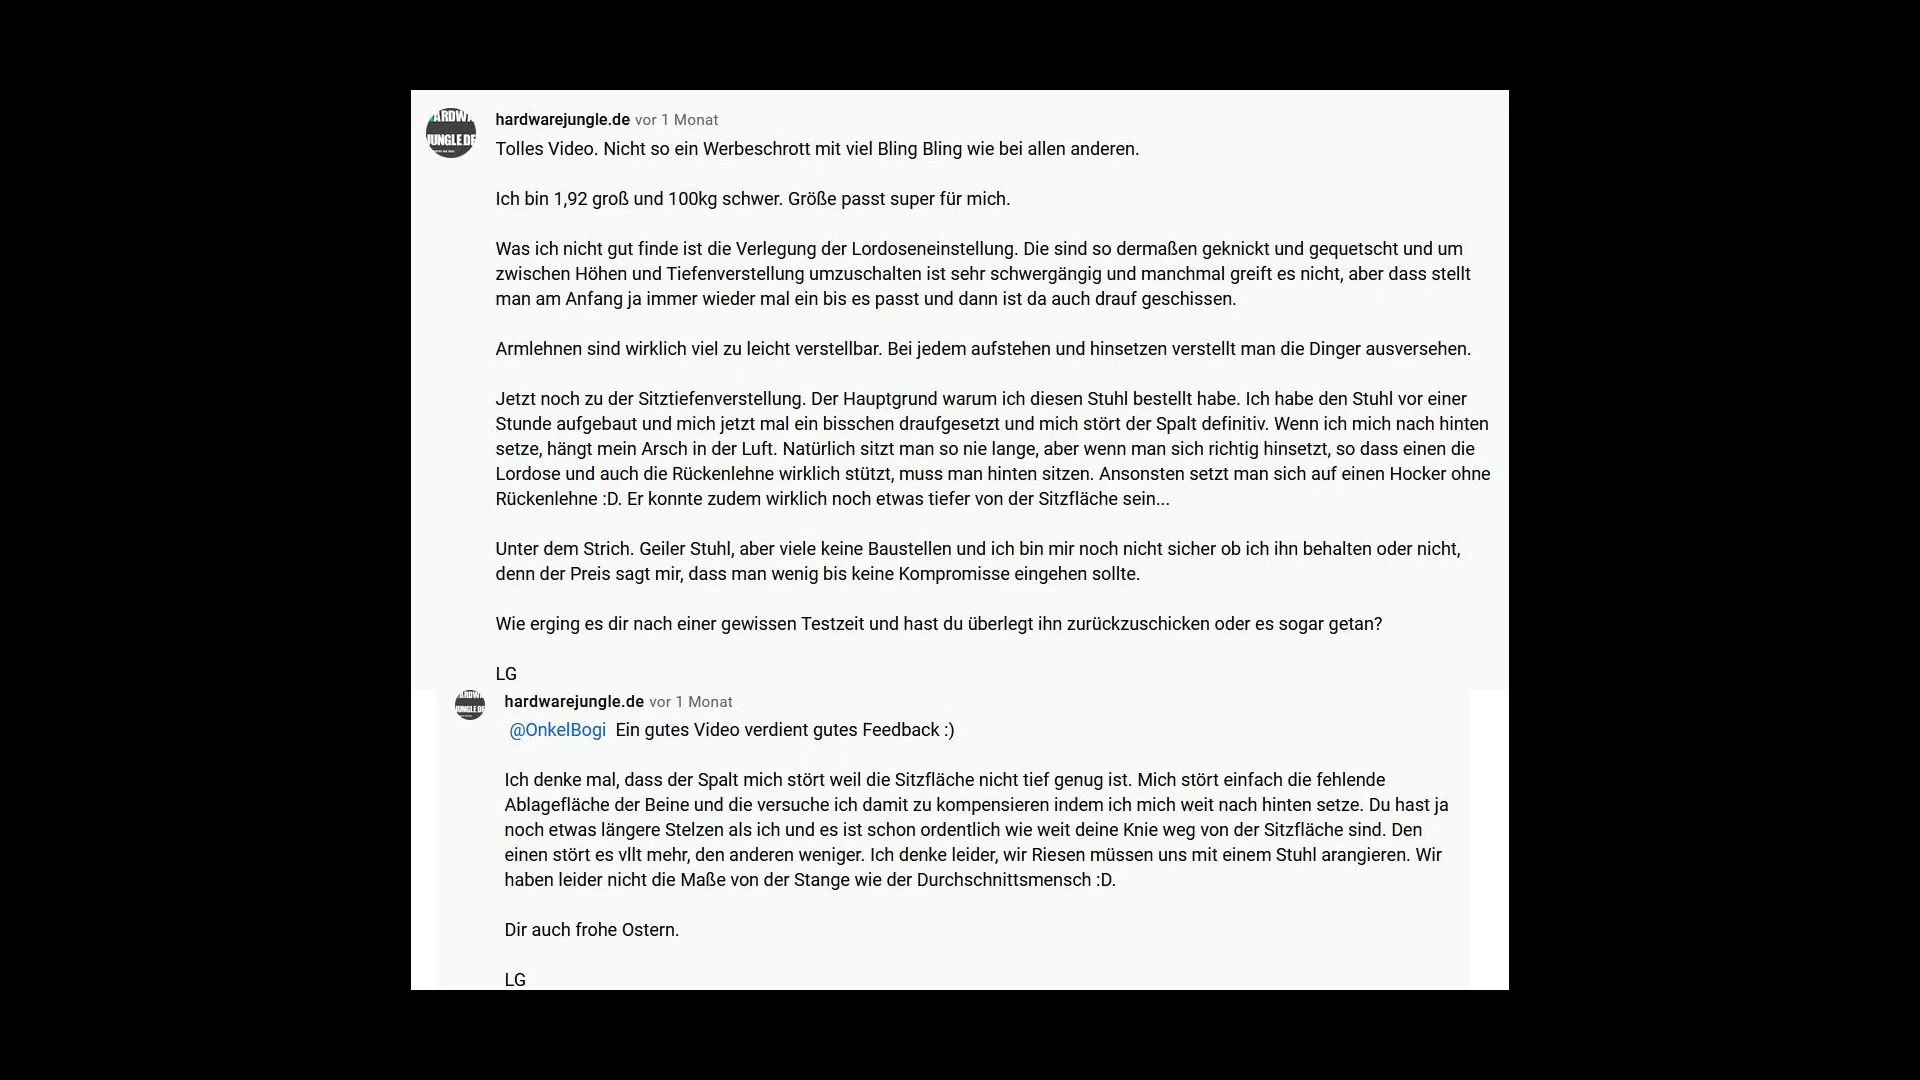 ARDW
JUNGLE.DE
hardwarejungle.de vor 1 Monat
Tolles Video. Nicht so ein Werbeschrott mit viel Bling Bling wie bei allen anderen.
Ich bin 1,92 groß und 100kg schwer. Größe passt super für mich.
Was ich nicht gut finde ist die Verlegung der Lordoseneinstellung. Die sind so dermaßen geknickt und gequetscht und um
zwischen Höhen und Tiefenverstellung umzuschalten ist sehr schwergängig und manchmal greift es nicht, aber dass stellt
man am Anfang ja immer wieder mal ein bis es passt und dann ist da auch drauf geschissen.
Armlehnen sind wirklich viel zu leicht verstellbar. Bei jedem aufstehen und hinsetzen verstellt man die Dinger ausversehen.
Jetzt noch zu der Sitztiefenverstellung. Der Hauptgrund warum ich diesen Stuhl bestellt habe. Ich habe den Stuhl vor einer
Stunde aufgebaut und mich jetzt mal ein bisschen draufgesetzt und mich stört der Spalt definitiv. Wenn ich mich nach hinten
setze, hängt mein Arsch in der Luft. Natürlich sitzt man so nie lange, aber wenn man sich richtig hinsetzt, so dass einen die
Lordose und auch die Rückenlehne wirklich stützt, muss man hinten sitzen. Ansonsten setzt man sich auf einen Hocker ohne
Rückenlehne :D. Er konnte zudem wirklich noch etwas tiefer von der Sitzfläche sein...
Unter dem Strich. Geiler Stuhl, aber viele keine Baustellen und ich bin mir noch nicht sicher ob ich ihn behalten oder nicht,
denn der Preis sagt mir, dass man wenig bis keine Kompromisse eingehen sollte.
Wie erging es dir nach einer gewissen Testzeit und hast du überlegt ihn zurückzuschicken oder es sogar getan?
LG
hardwarejungle.de vor 1 Monat
@OnkelBogi Ein gutes Video verdient gutes Feedback :)
Ich denke mal, dass der Spalt mich stört weil die Sitzfläche nicht tief genug ist. Mich stört einfach die fehlende
Ablagefläche der Beine und die versuche ich damit zu kompensieren indem ich mich weit nach hinten setze. Du hast ja
noch etwas längere Stelzen als ich und es ist schon ordentlich wie weit deine Knie weg von der Sitzfläche sind. Den
einen stört es vllt mehr, den anderen weniger. Ich denke leider, wir Riesen müssen uns mit einem Stuhl arangieren. Wir
haben leider nicht die Maße von der Stange wie der Durchschnittsmensch :D.
Dir auch frohe Ostern.
LG